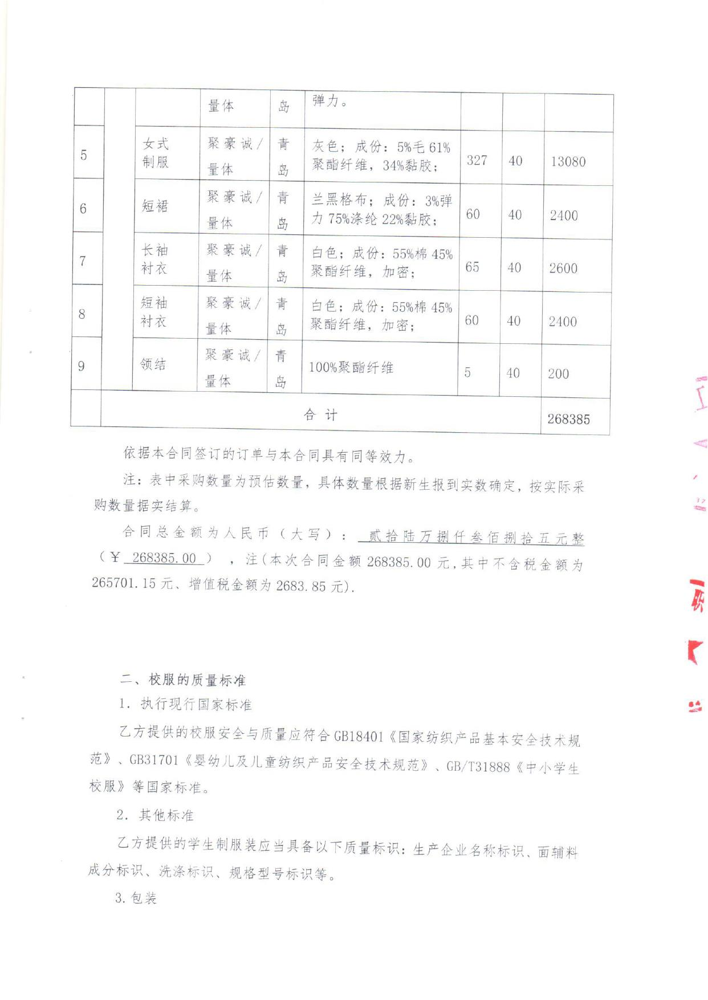 量体 岛 弹力。
5 女式制服 聚豪诚/量体 青岛 灰色；成份：5%毛 61%聚酯纤维，34%黏胶； 327 40 13080
6 短裙 聚豪诚/量体 青岛 兰黑格布；成份：3%弹力 75%涤纶 22%黏胶； 60 40 2400
7 长袖衬衣 聚豪诚/量体 青岛 白色；成份：55%棉 45%聚酯纤维，加密； 65 40 2600
8 短袖衬衣 聚豪诚/量体 青岛 白色；成份：55%棉 45%聚酯纤维，加密； 60 40 2400
9 领结 聚豪诚/量体 青岛 100%聚酯纤维 5 40 200
合 计 268385
依据本合同签订的订单与本合同具有同等效力。
注：表中采购数量为预估数量，具体数量根据新生报到实数确定，按实际采
购数量据实结算。
合同总金额为人民币（大写）： 贰拾陆万捌仟叁佰捌拾五元整
（￥ 268385.00 ） ，注(本次合同金额 268385.00 元,其中不含税金额为
265701.15 元、增值税金额为 2683.85 元).
二、校服的质量标准
1. 执行现行国家标准
乙方提供的校服安全与质量应符合 GB18401《国家纺织产品基本安全技术规
范》、GB31701《婴幼儿及儿童纺织产品安全技术规范》、GB/T31888《中小学生
校服》等国家标准。
2. 其他标准
乙方提供的学生制服装应当具备以下质量标识：生产企业名称标识、面辅料
成分标识、洗涤标识、规格型号标识等。
3. 包装